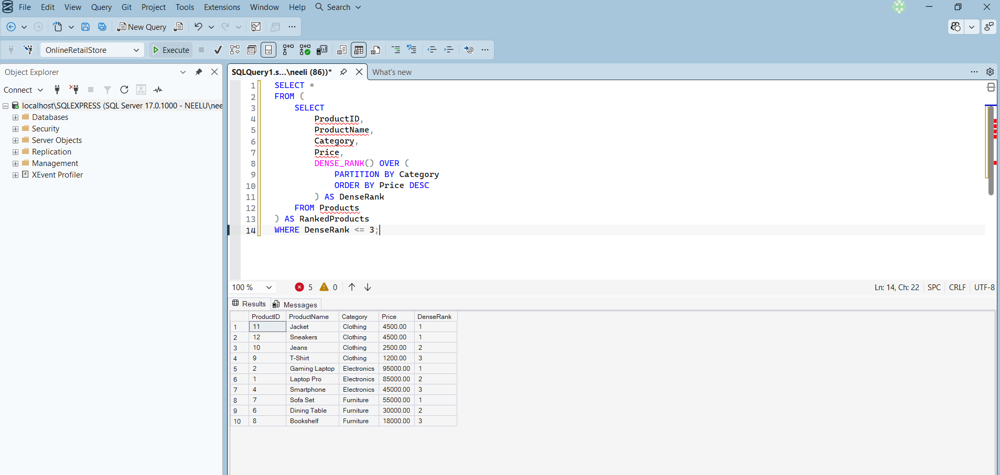 File Edit View Query Git Project Tools Extensions Window Help Search
New Query
OnlineRetailStore Execute
Object Explorer
Connect
localhost\SQLEXPRESS (SQL Server 17.0.1000 - NEELU\nee
Databases
Security
Server Objects
Replication
Management
XEvent Profiler
SQLQuery1.s...\neeli (86))* What's new
1 SELECT *
2 FROM (
3 SELECT
4 ProductID,
5 ProductName,
6 Category,
7 Price,
8 DENSE_RANK() OVER (
9 PARTITION BY Category
10 ORDER BY Price DESC
11 ) AS DenseRank
12 FROM Products
13 ) AS RankedProducts
14 WHERE DenseRank <= 3;
100 % 5 0 Ln: 14, Ch: 22 SPC CRLF UTF-8
Results Messages
ProductID ProductName Category Price DenseRank
1 11 Jacket Clothing 4500.00 1
2 12 Sneakers Clothing 4500.00 1
3 10 Jeans Clothing 2500.00 2
4 9 T-Shirt Clothing 1200.00 3
5 2 Gaming Laptop Electronics 95000.00 1
6 1 Laptop Pro Electronics 85000.00 2
7 4 Smartphone Electronics 45000.00 3
8 7 Sofa Set Furniture 55000.00 1
9 6 Dining Table Furniture 30000.00 2
10 8 Bookshelf Furniture 18000.00 3